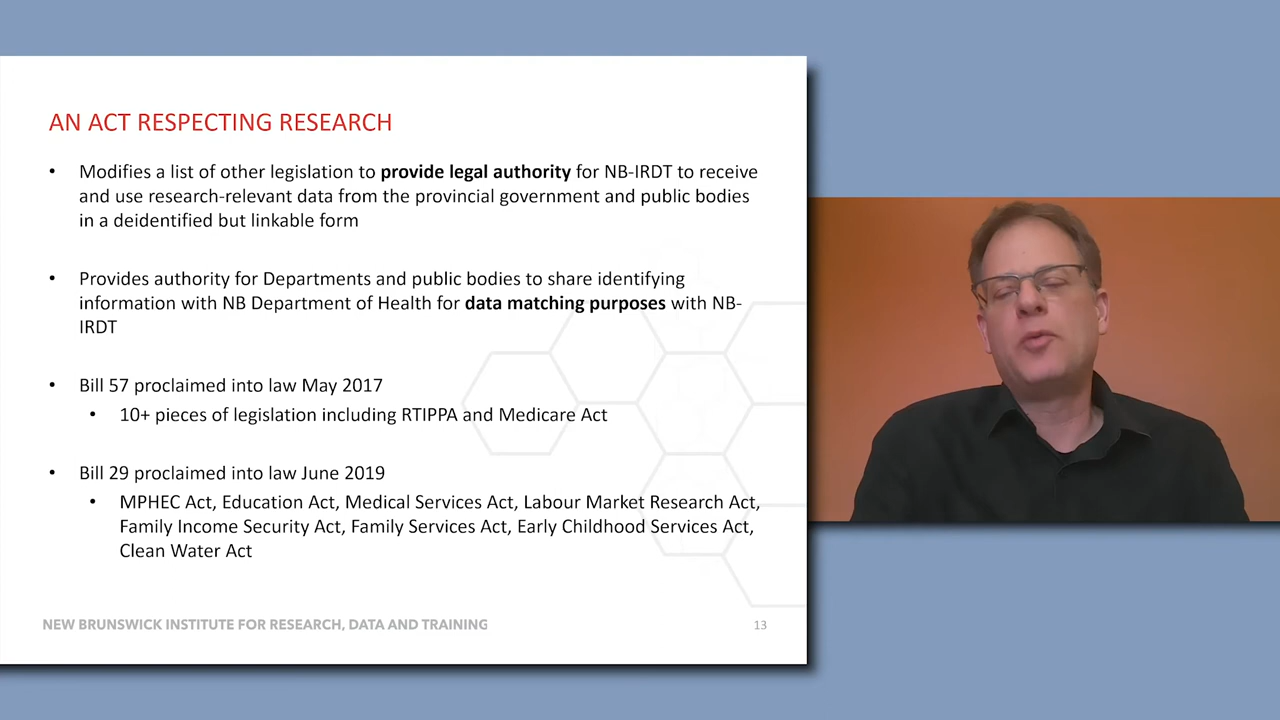 AN ACT RESPECTING RESEARCH
• Modifies a list of other legislation to provide legal authority for NB-IRDT to receive
and use research-relevant data from the provincial government and public bodies
in a deidentified but linkable form
• Provides authority for Departments and public bodies to share identifying
information with NB Department of Health for data matching purposes with NB-
IRDT
• Bill 57 proclaimed into law May 2017
• 10+ pieces of legislation including RTIPPA and Medicare Act
• Bill 29 proclaimed into law June 2019
• MPHEC Act, Education Act, Medical Services Act, Labour Market Research Act,
Family Income Security Act, Family Services Act, Early Childhood Services Act,
Clean Water Act
NEW BRUNSWICK INSTITUTE FOR RESEARCH, DATA AND TRAINING
13